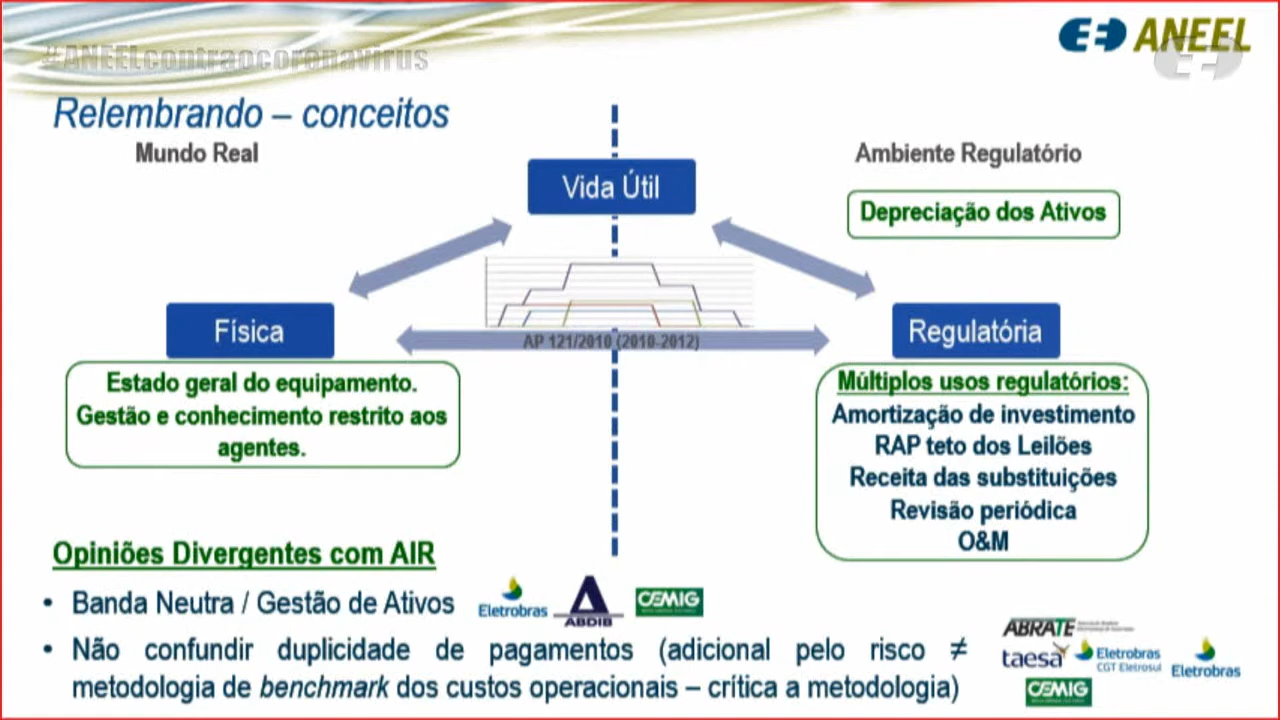 #ANEELcontraocoronavirus
ANEEL
Relembrando – conceitos
Mundo Real
Ambiente Regulatório
Vida Útil
Depreciação dos Ativos
Física
Regulatória
AP 121/2010 (2010-2012)
Estado geral do equipamento.
Gestão e conhecimento restrito aos
agentes.
Múltiplos usos regulatórios:
Amortização de investimento
RAP teto dos Leilões
Receita das substituições
Revisão periódica
O&M
Opiniões Divergentes com AIR
• Banda Neutra / Gestão de Ativos
Eletrobras
ABDIB
CEMIG
• Não confundir duplicidade de pagamentos (adicional pelo risco ≠
metodologia de benchmark dos custos operacionais – crítica a metodologia)
ABRATE
taesa
Eletrobras
CGT Eletrosul
Eletrobras
CEMIG